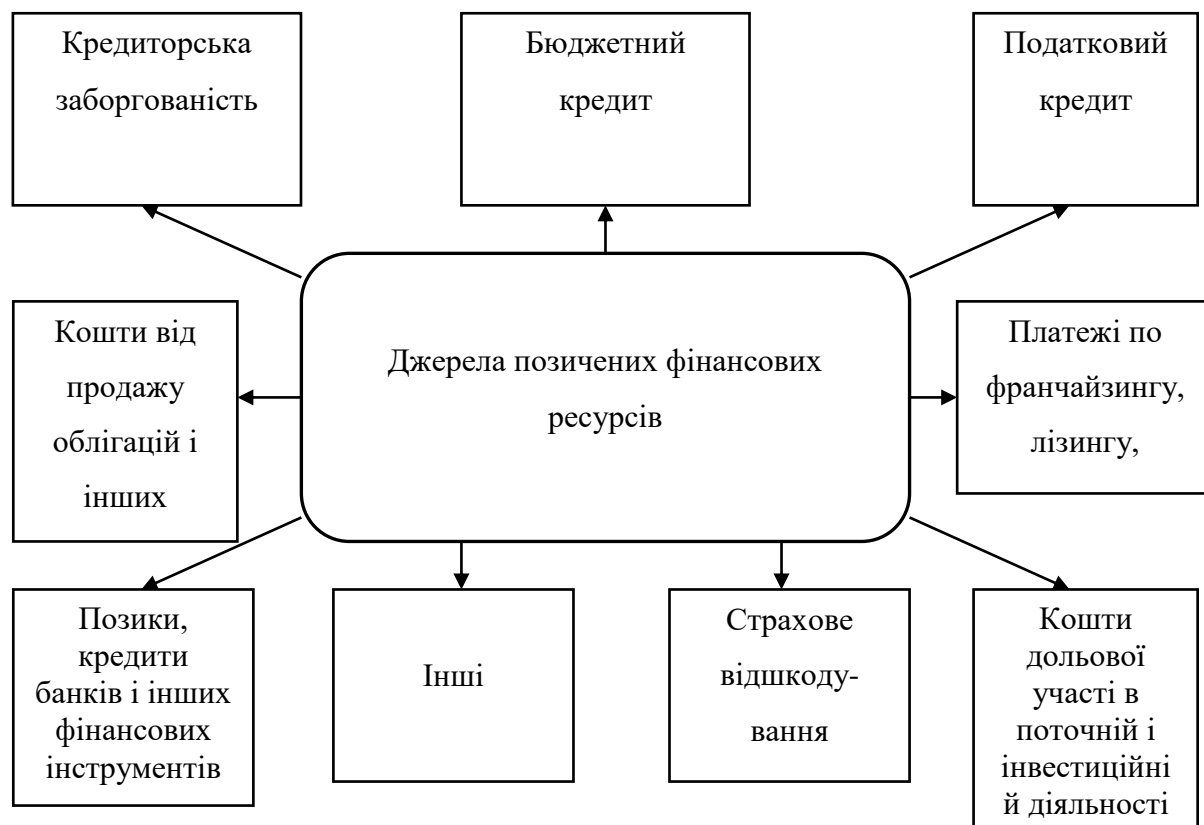 Кредиторська
заборгованість
Бюджетний
кредит
Податковий
кредит
Кошти від
продажу
облігацій і
інших
Джерела позичених фінансових
ресурсів
Платежі по
франчайзингу,
лізингу,
Позики,
кредити
банків і інших
фінансових
інструментів
Інші
Страхове
відшкоду-
вання
Кошти
дольової
участі в
поточній і
інвестиційні
й діяльності